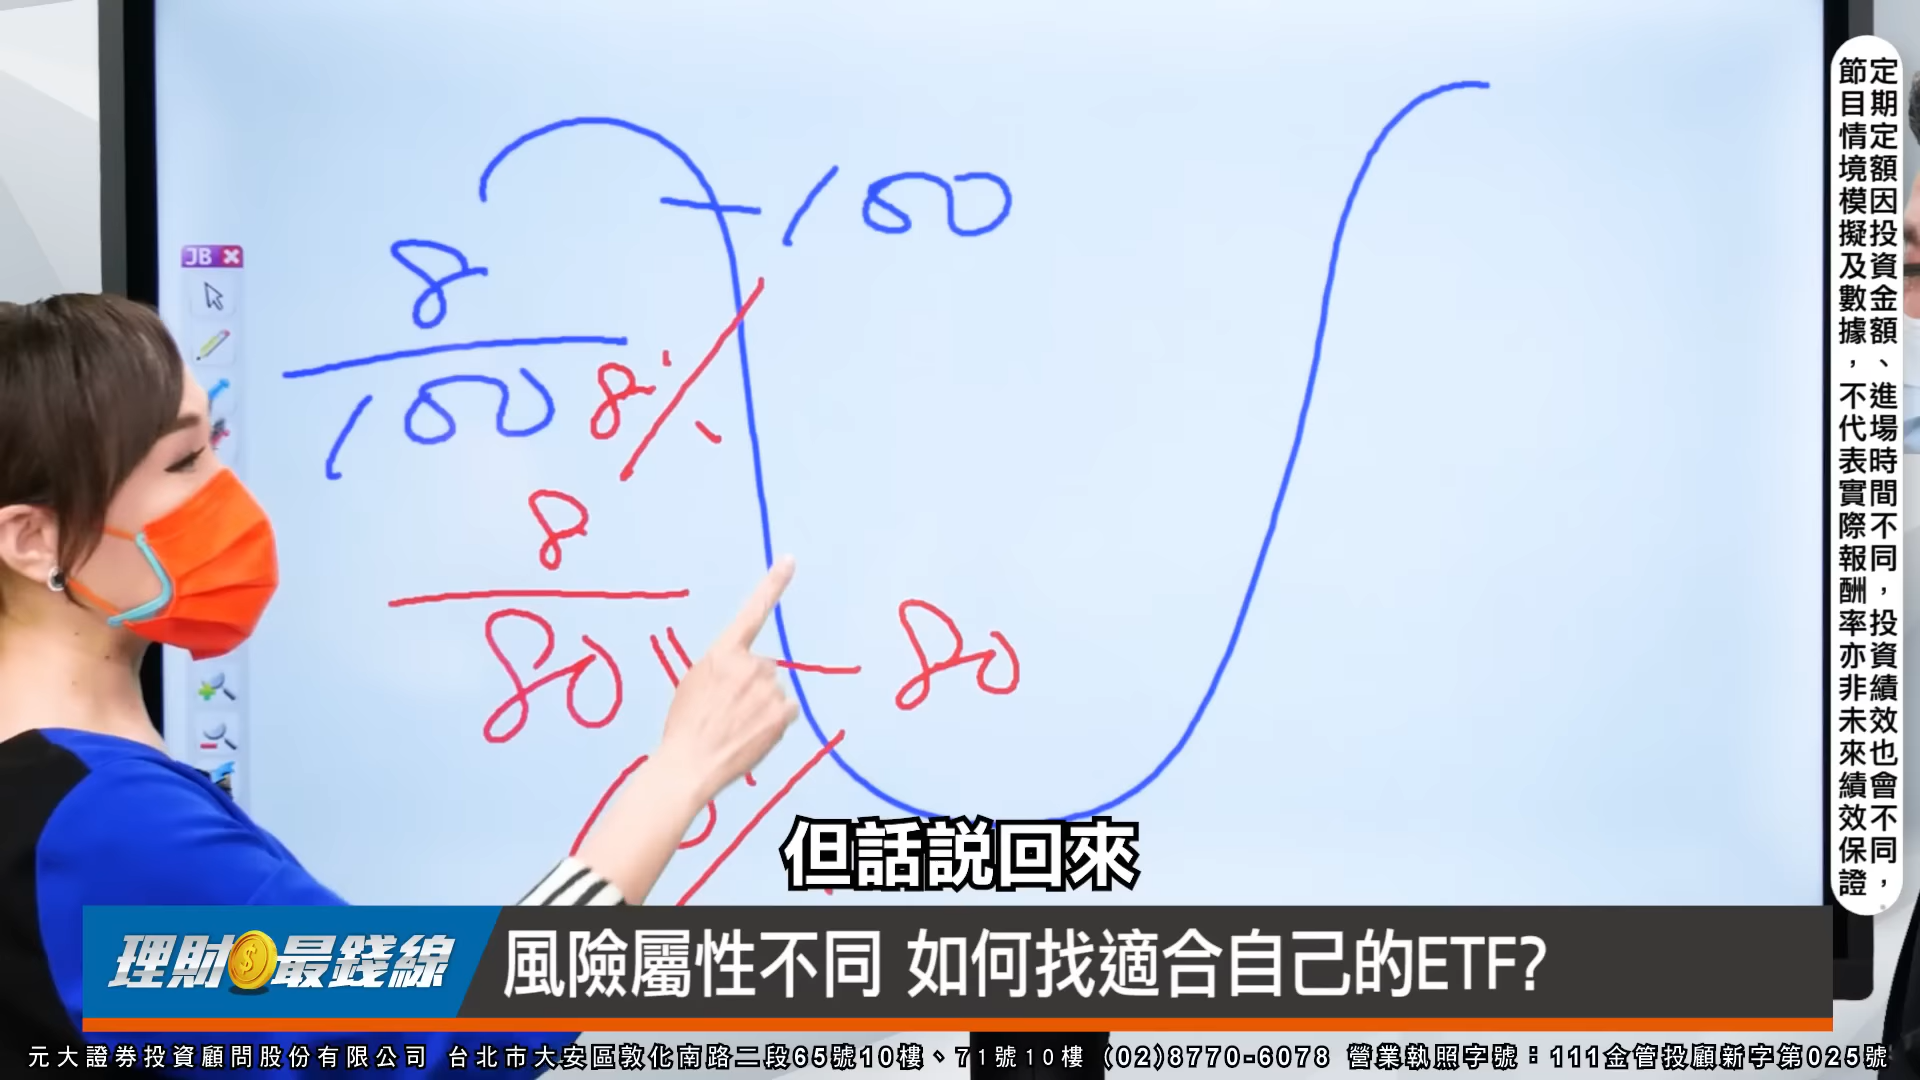 定期定額因投資金額、進場時間不同，投資績效也會不同，
節目情境模擬及數據，不代表實際報酬率亦非未來績效保證。
JB
100
8
100
8%
8
80
80
但話説回來
理財最錢線
風險屬性不同 如何找適合自己的ETF?
元大證券投資顧問股份有限公司 台北市大安區敦化南路二段65號10樓、71號10樓 (02)8770-6078 營業執照字號：111金管投顧新字第025號